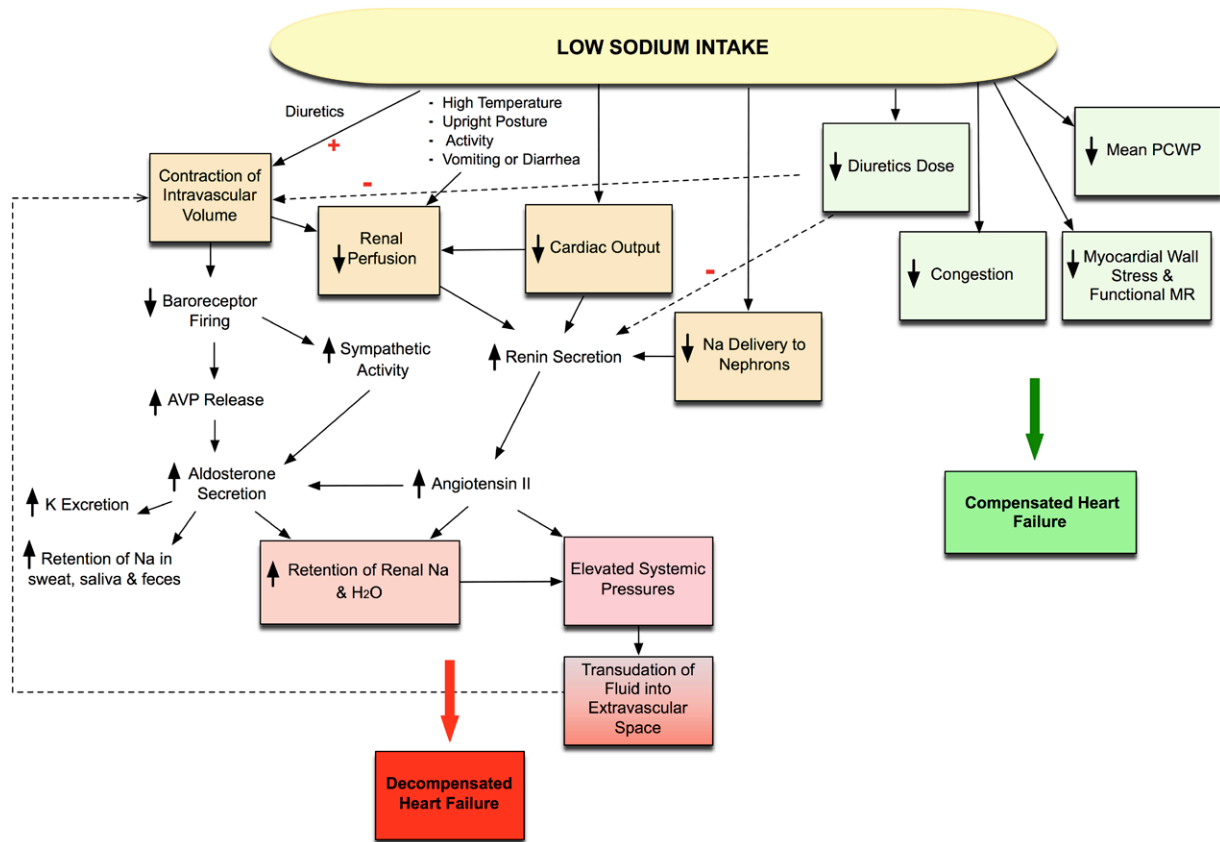 LOW SODIUM INTAKE
Diuretics
+
- High Temperature
- Upright Posture
- Activity
- Vomiting or Diarrhea
-
Contraction of
Intravascular
Volume
Renal
Perfusion
Cardiac Output
Diuretics Dose
Mean PCWP
Congestion
Myocardial Wall
Stress &
Functional MR
-
Baroreceptor
Firing
Sympathetic
Activity
Renin Secretion
Na Delivery to
Nephrons
AVP Release
Aldosterone
Secretion
Angiotensin II
K Excretion
Retention of Na in
sweat, saliva & feces
Retention of Renal Na
& H2O
Elevated Systemic
Pressures
Transudation of
Fluid into
Extravascular
Space
Compensated Heart
Failure
Decompensated
Heart Failure